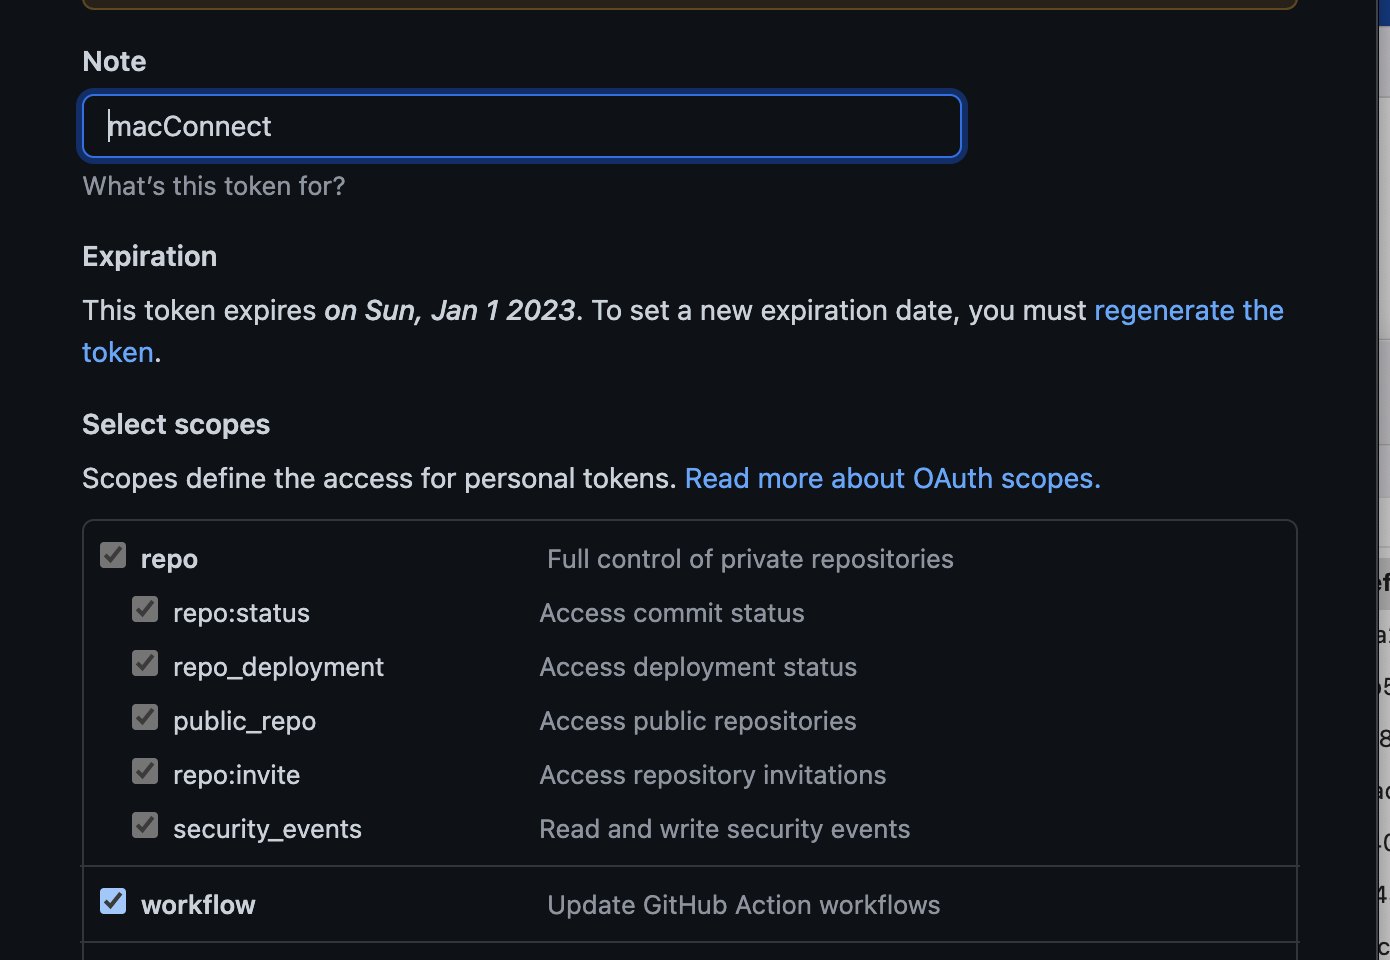 Note
macConnect
What's this token for?
Expiration
This token expires on Sun, Jan 1 2023. To set a new expiration date, you must regenerate the
token.
Select scopes
Scopes define the access for personal tokens. Read more about OAuth scopes.
repo Full control of private repositories
repo:status Access commit status
repo_deployment Access deployment status
public_repo Access public repositories
repo:invite Access repository invitations
security_events Read and write security events
workflow Update GitHub Action workflows